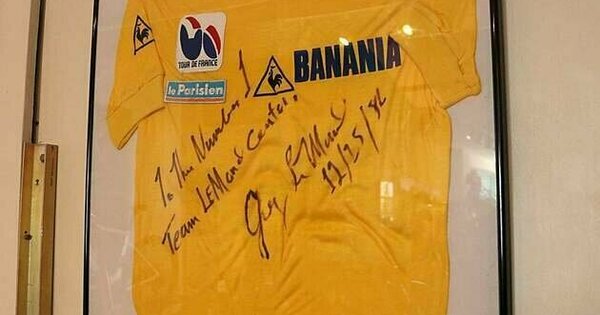 TOUR DE FRANCE
le Parisien
BANANIA
To The Number 1
Team LeMond Center.
Greg LeMond
12/25/86